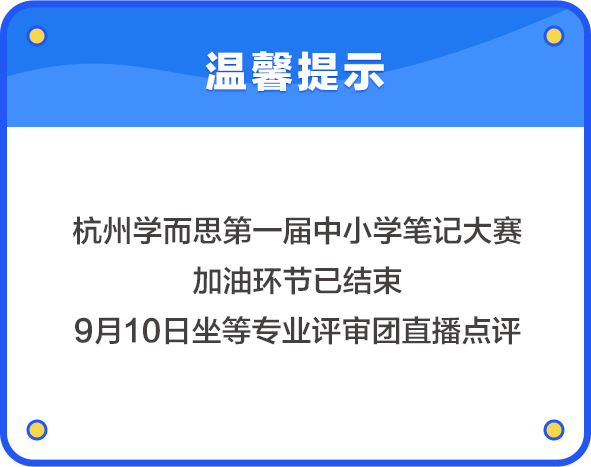 温馨提示
杭州学而思第一届中小学笔记大赛
加油环节已结束
9月10日坐等专业评审团直播点评